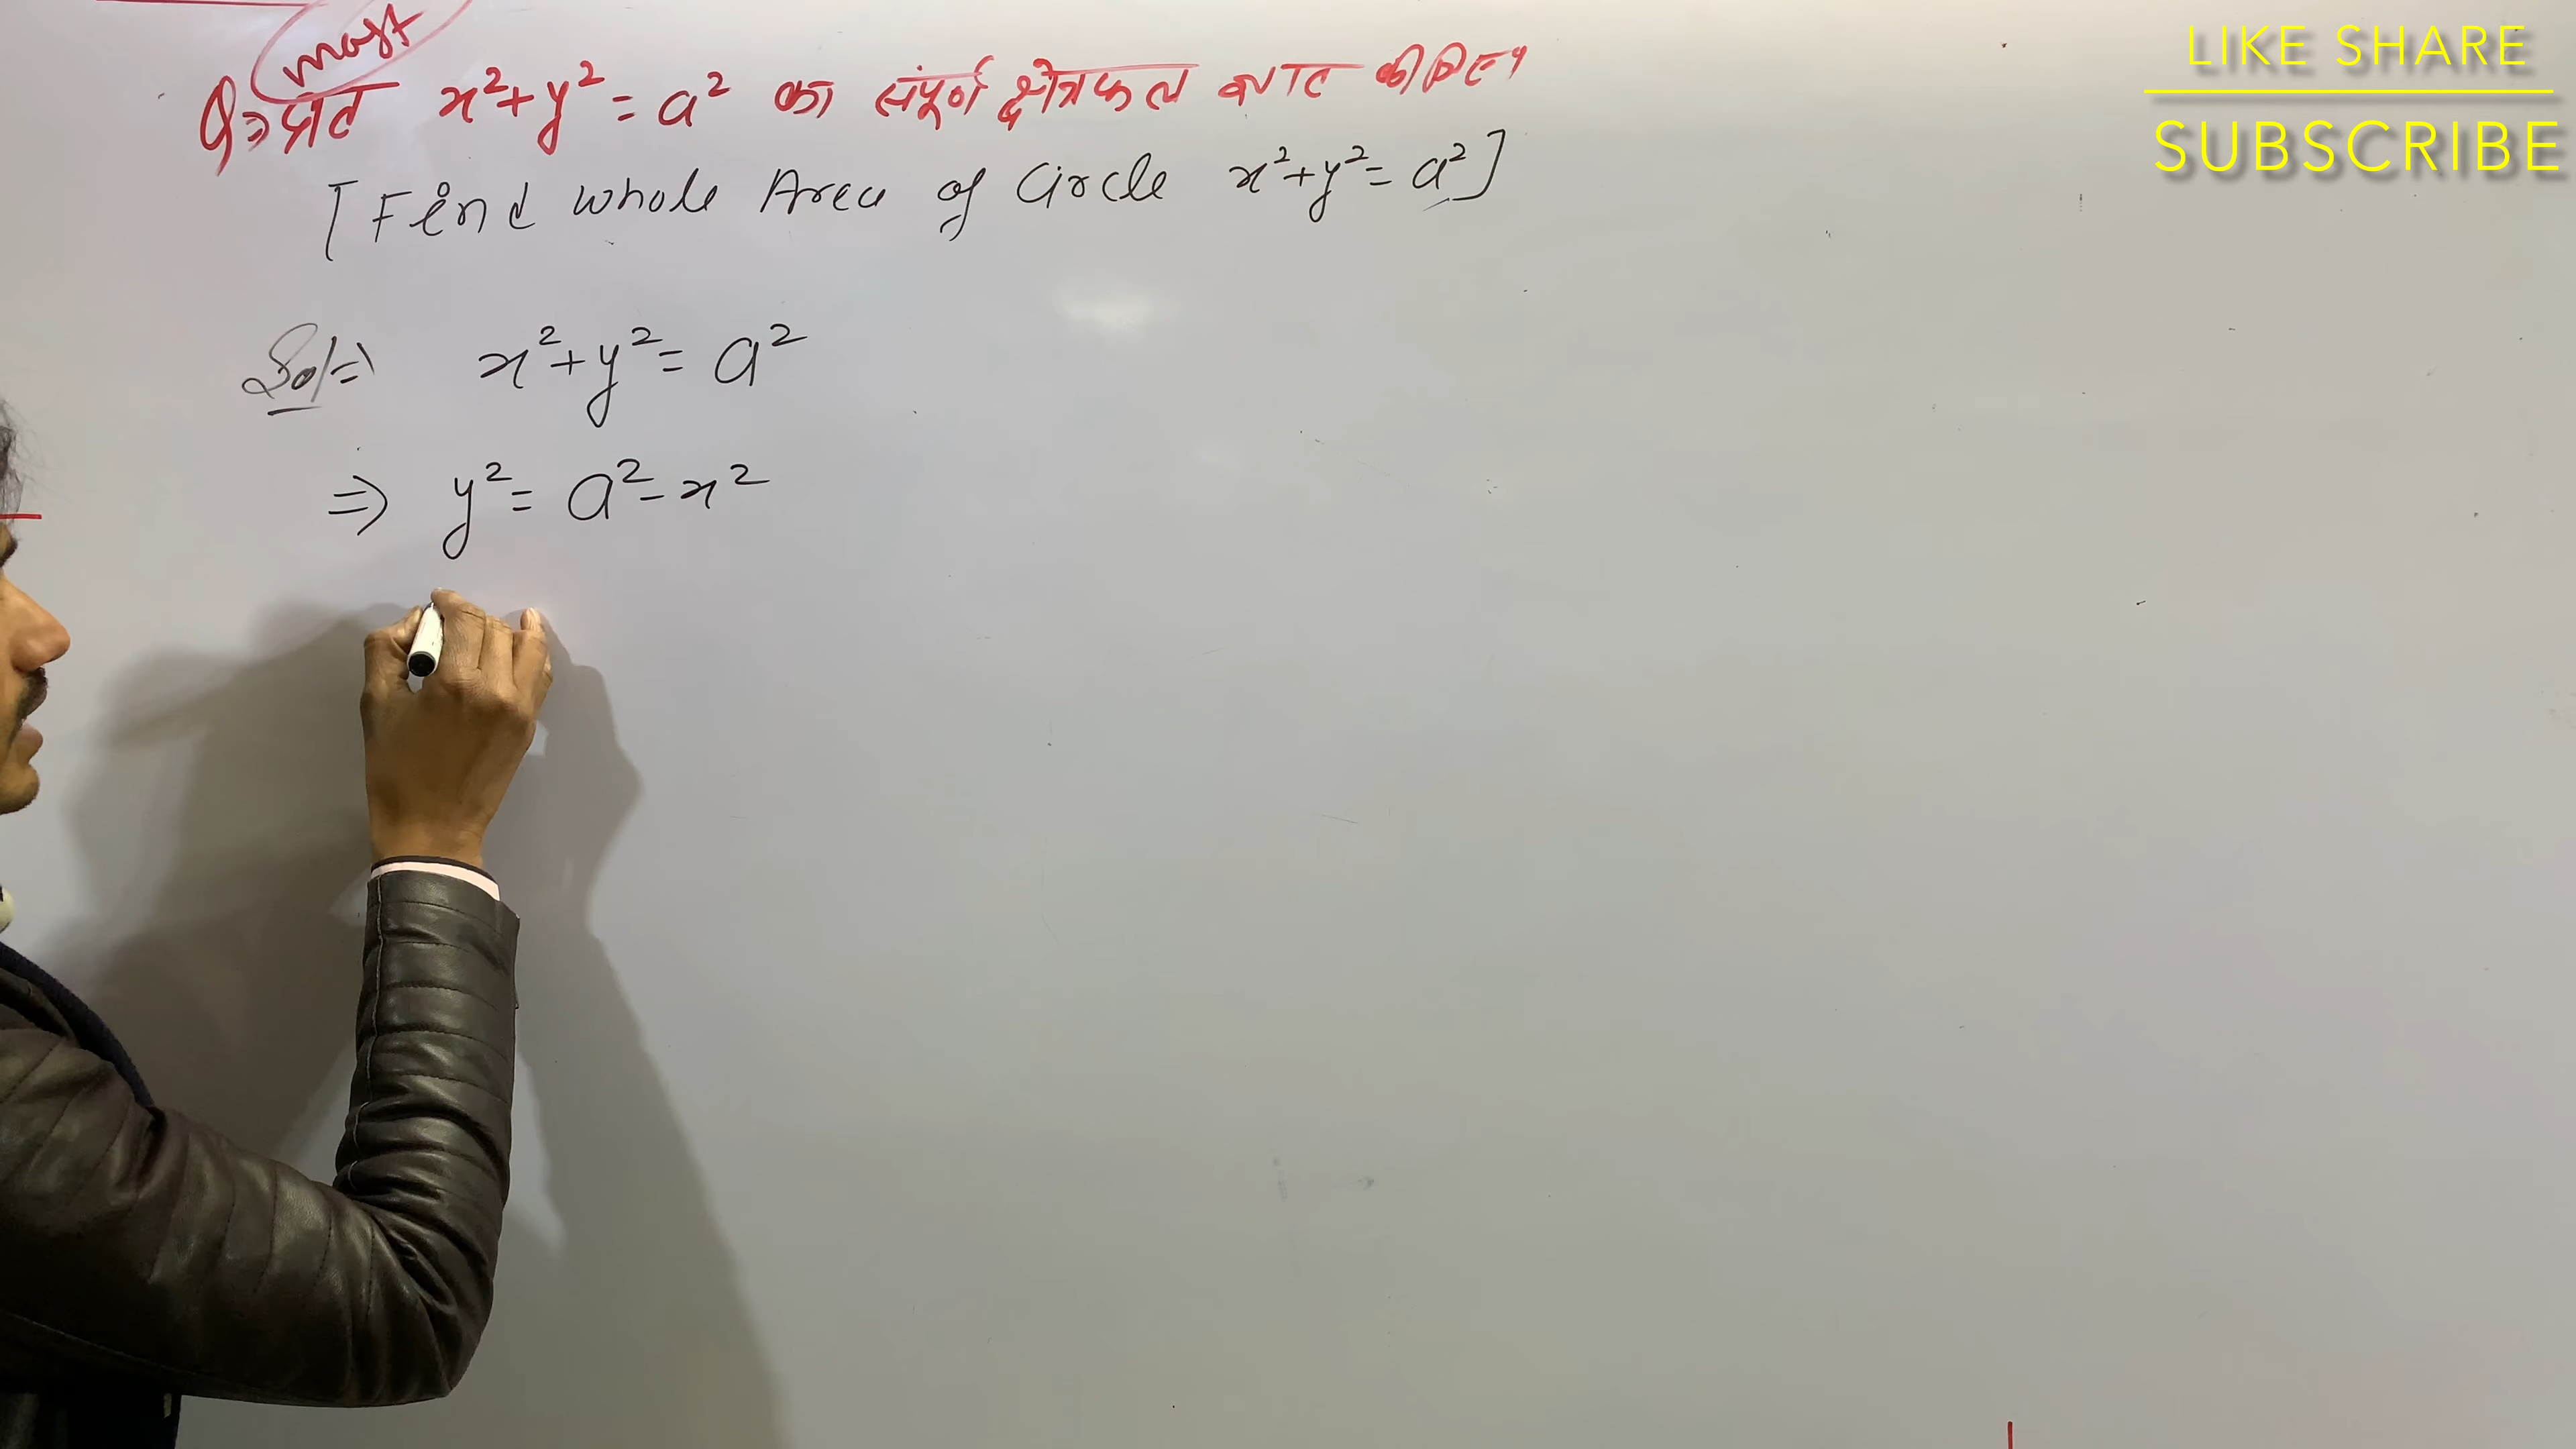 most
Q⇒ वृत्त x²+y² = a² का संपूर्ण क्षेत्रफल ज्ञात कीजिए
[Find whole Area of Circle x²+y² = a²]
Sol⇒ x²+y² = a²
⇒ y² = a²-x²
LIKE SHARE
SUBSCRIBE